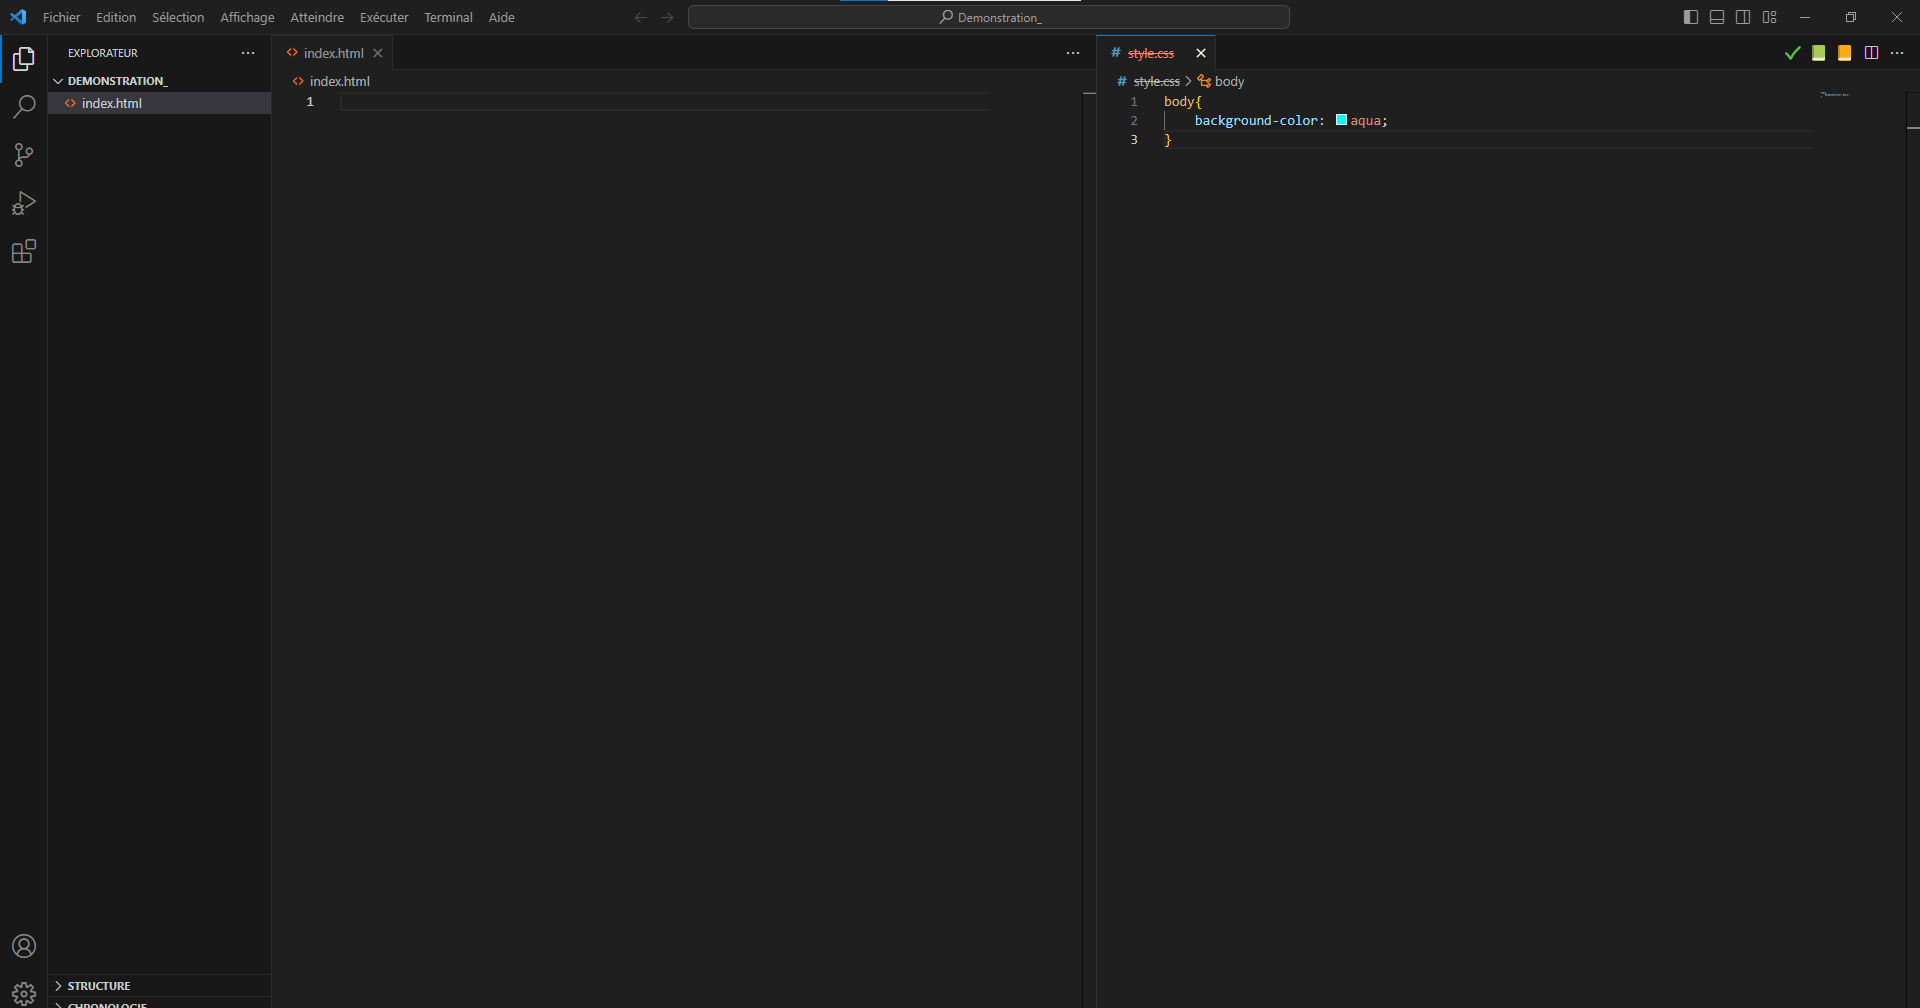 Fichier Edition Sélection Affichage Atteindre Exécuter Terminal Aide
Demonstration_
EXPLORATEUR
DEMONSTRATION_
index.html
STRUCTURE
CHRONOLOGIE
index.html
index.html
1
style.css
style.css > body
1 body{
2 background-color: aqua;
3 }